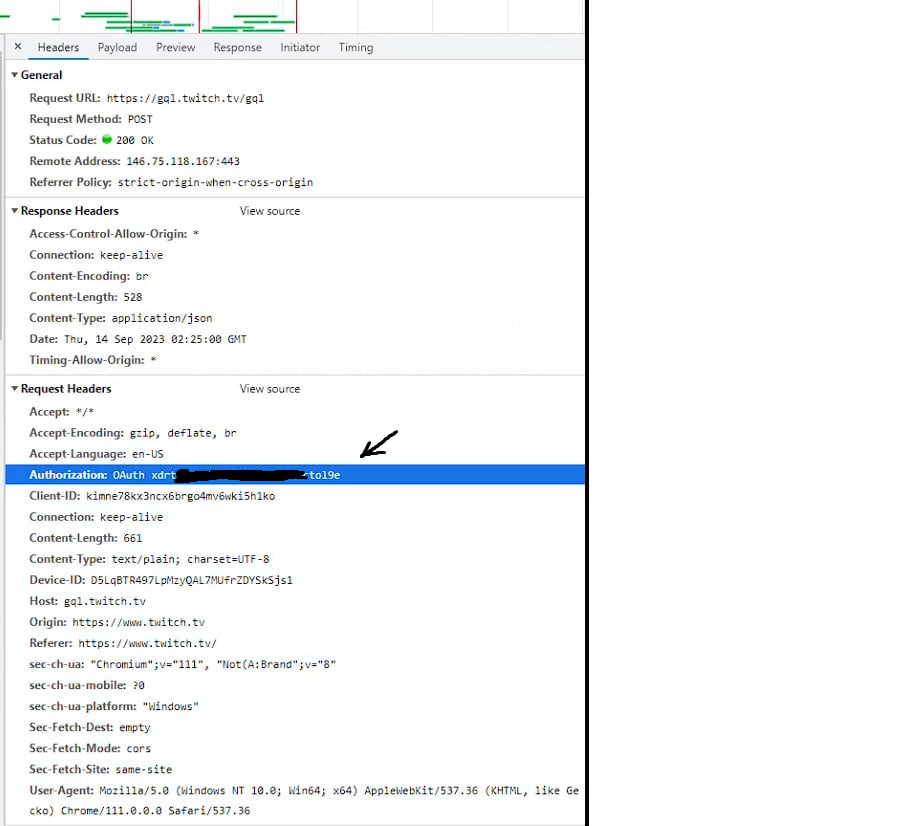 × Headers Payload Preview Response Initiator Timing
▼ General
Request URL: https://gql.twitch.tv/gql
Request Method: POST
Status Code: 200 OK
Remote Address: 146.75.118.167:443
Referrer Policy: strict-origin-when-cross-origin
▼ Response Headers View source
Access-Control-Allow-Origin: *
Connection: keep-alive
Content-Encoding: br
Content-Length: 528
Content-Type: application/json
Date: Thu, 14 Sep 2023 02:25:00 GMT
Timing-Allow-Origin: *
▼ Request Headers View source
Accept: */*
Accept-Encoding: gzip, deflate, br
Accept-Language: en-US
Authorization: OAuth xdrt ctol9e
Client-ID: kimne78kx3ncx6brgo4mv6wki5h1ko
Connection: keep-alive
Content-Length: 661
Content-Type: text/plain; charset=UTF-8
Device-ID: D5LqBTR497LpMzyQAL7MUfrZDYSkSjs1
Host: gql.twitch.tv
Origin: https://www.twitch.tv
Referer: https://www.twitch.tv/
sec-ch-ua: "Chromium";v="111", "Not(A:Brand";v="8"
sec-ch-ua-mobile: ?0
sec-ch-ua-platform: "Windows"
Sec-Fetch-Dest: empty
Sec-Fetch-Mode: cors
Sec-Fetch-Site: same-site
User-Agent: Mozilla/5.0 (Windows NT 10.0; Win64; x64) AppleWebKit/537.36 (KHTML, like Ge
cko) Chrome/111.0.0.0 Safari/537.36